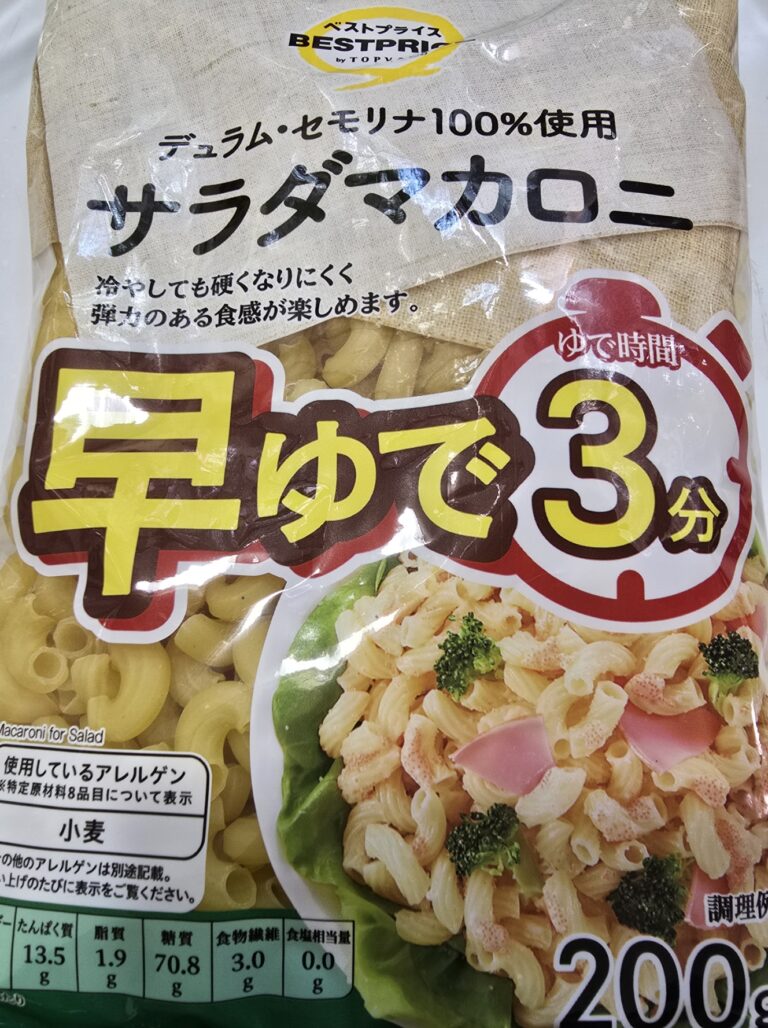 ベストプライス
BESTPRIC
by TOPV
デュラム・セモリナ100%使用
サラダマカロニ
冷やしても硬くなりにくく
弾力のある食感が楽しめます。
ゆで時間
早ゆで3分
Macaroni for Salad
使用しているアレルゲン
※特定原材料8品目について表示
小麦
の他のアレルゲンは別途記載。
い上げのたびに表示をご覧ください。
ギー たんぱく質 脂質 糖質 食物繊維 食塩相当量
13.5 1.9 70.8 3.0 0.0
g g g g g
調理例
200g